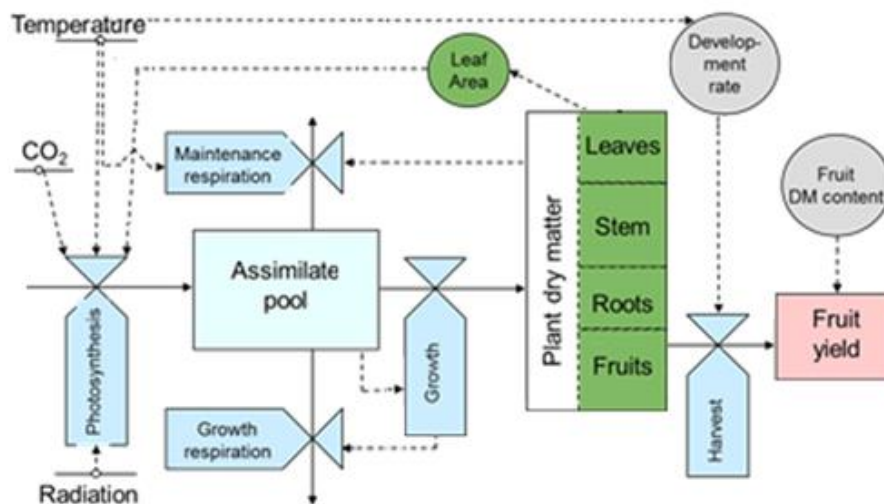 Temperature
Leaf
Area
Develop-
ment
rate
CO2
Maintenance
respiration
Leaves
Fruit
DM content
Stem
Assimilate
pool
Plant dry matter
Roots
Fruit
yield
Fruits
Photosynthesis
Growth
Growth
respiration
Harvest
Radiation